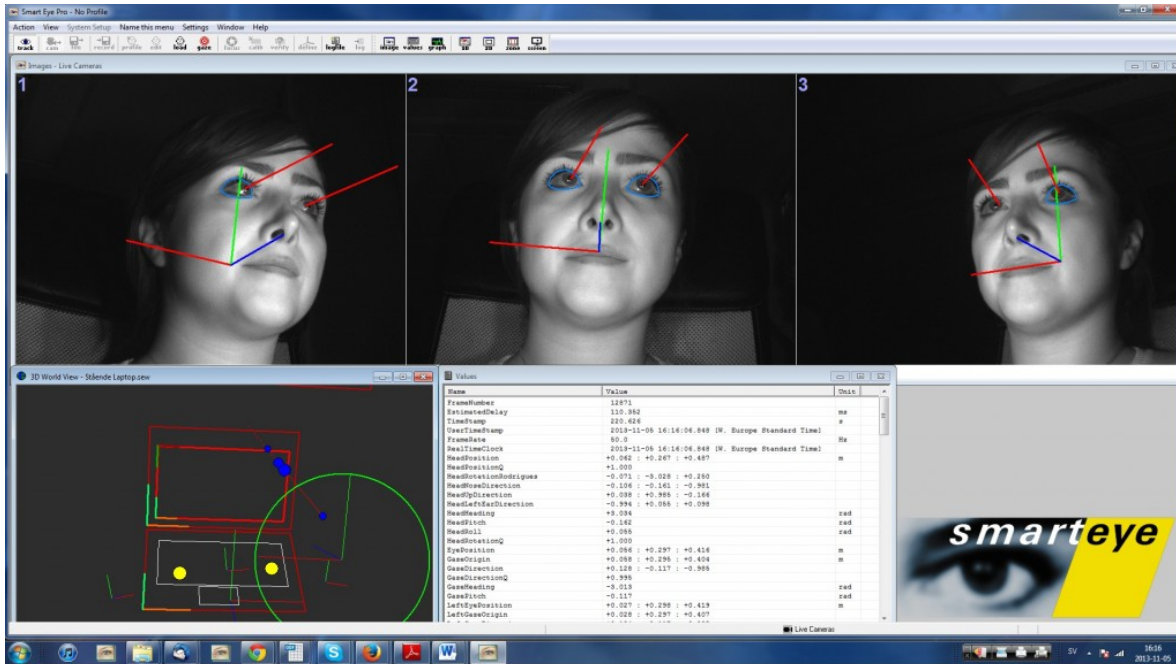 Smart Eye Pro - No Profile
Action View System Setup Name this menu Settings Window Help
track cam file record profile edit load gaze focus calib verify define logfile log image values graph 3D 2D zone screen
Images - Live Cameras
1 2 3
3D World View - Stående Laptop.sew
Values
Name Value Unit
FrameNumber 12871
EstimatedDelay 110.352 ms
TimeStamp 220.626 s
UserTimeStamp 2013-11-05 16:16:06.848 [W. Europe Standard Time]
FrameRate 50.0 Hz
RealTimeClock 2013-11-05 16:16:06.848 [W. Europe Standard Time]
HeadPosition +0.062 : +0.267 : +0.487 m
HeadPositionQ +1.000
HeadRotationRodrigues -0.071 : -3.028 : +0.250
HeadNoseDirection -0.106 : -0.161 : -0.981
HeadUpDirection +0.038 : +0.985 : -0.166
HeadLeftEarDirection -0.994 : +0.055 : +0.098
HeadHeading +3.034 rad
HeadPitch -0.162 rad
HeadRoll +0.055 rad
HeadRotationQ +1.000
EyePosition +0.056 : +0.297 : +0.416 m
GazeOrigin +0.058 : +0.295 : +0.404 m
GazeDirection +0.128 : -0.117 : -0.985
GazeDirectionQ +0.995
GazeHeading -3.013 rad
GazePitch -0.117 rad
LeftEyePosition +0.027 : +0.298 : +0.419 m
LeftGazeOrigin +0.028 : +0.297 : +0.407
smarteye
Live Cameras
SV
16:16
2013-11-05